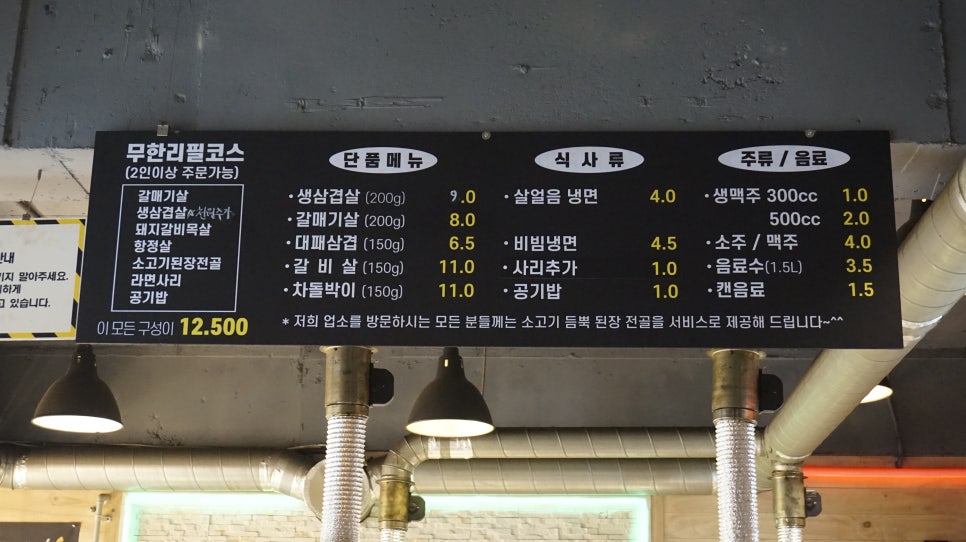 무한리필코스
(2인이상 주문가능)
갈매기살
생삼겹살
돼지갈비목살
항정살
소고기된장전골
라면사리
공기밥
이 모든 구성이 12.500
단품메뉴
·생삼겹살 (200g) 9.0
·갈매기살 (200g) 8.0
·대패삼겹 (150g) 6.5
·갈 비 살 (150g) 11.0
·차돌박이 (150g) 11.0
식 사 류
·살얼음 냉면 4.0
·비빔냉면 4.5
·사리추가 1.0
·공기밥 1.0
주류 / 음료
·생맥주 300cc 1.0
500cc 2.0
·소주 / 맥주 4.0
·음료수(1.5L) 3.5
·캔음료 1.5
* 저희 업소를 방문하시는 모든 분들께는 소고기 듬뿍 된장 전골을 서비스로 제공해 드립니다~^^
말아주세요.
있습니다.